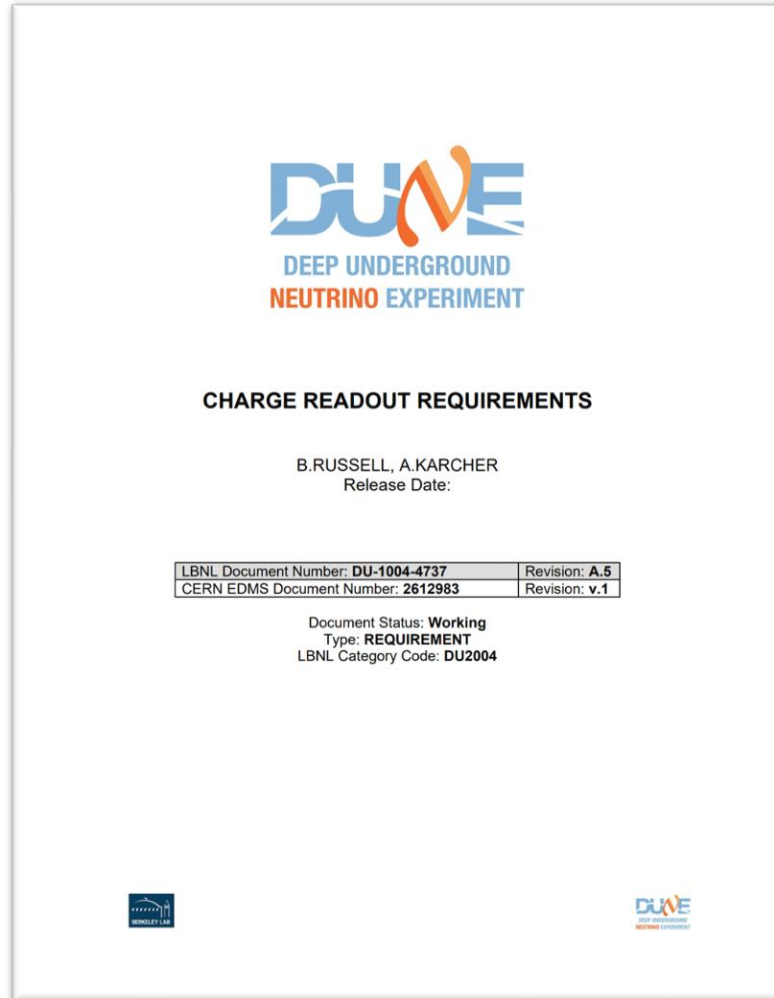 DUNE
DEEP UNDERGROUND
NEUTRINO EXPERIMENT
CHARGE READOUT REQUIREMENTS
B.RUSSELL, A.KARCHER
Release Date:
LBNL Document Number: DU-1004-4737 Revision: A.5
CERN EDMS Document Number: 2612983 Revision: v.1
Document Status: Working
Type: REQUIREMENT
LBNL Category Code: DU2004
BERKELEY LAB
DUNE
DEEP UNDERGROUND
NEUTRINO EXPERIMENT